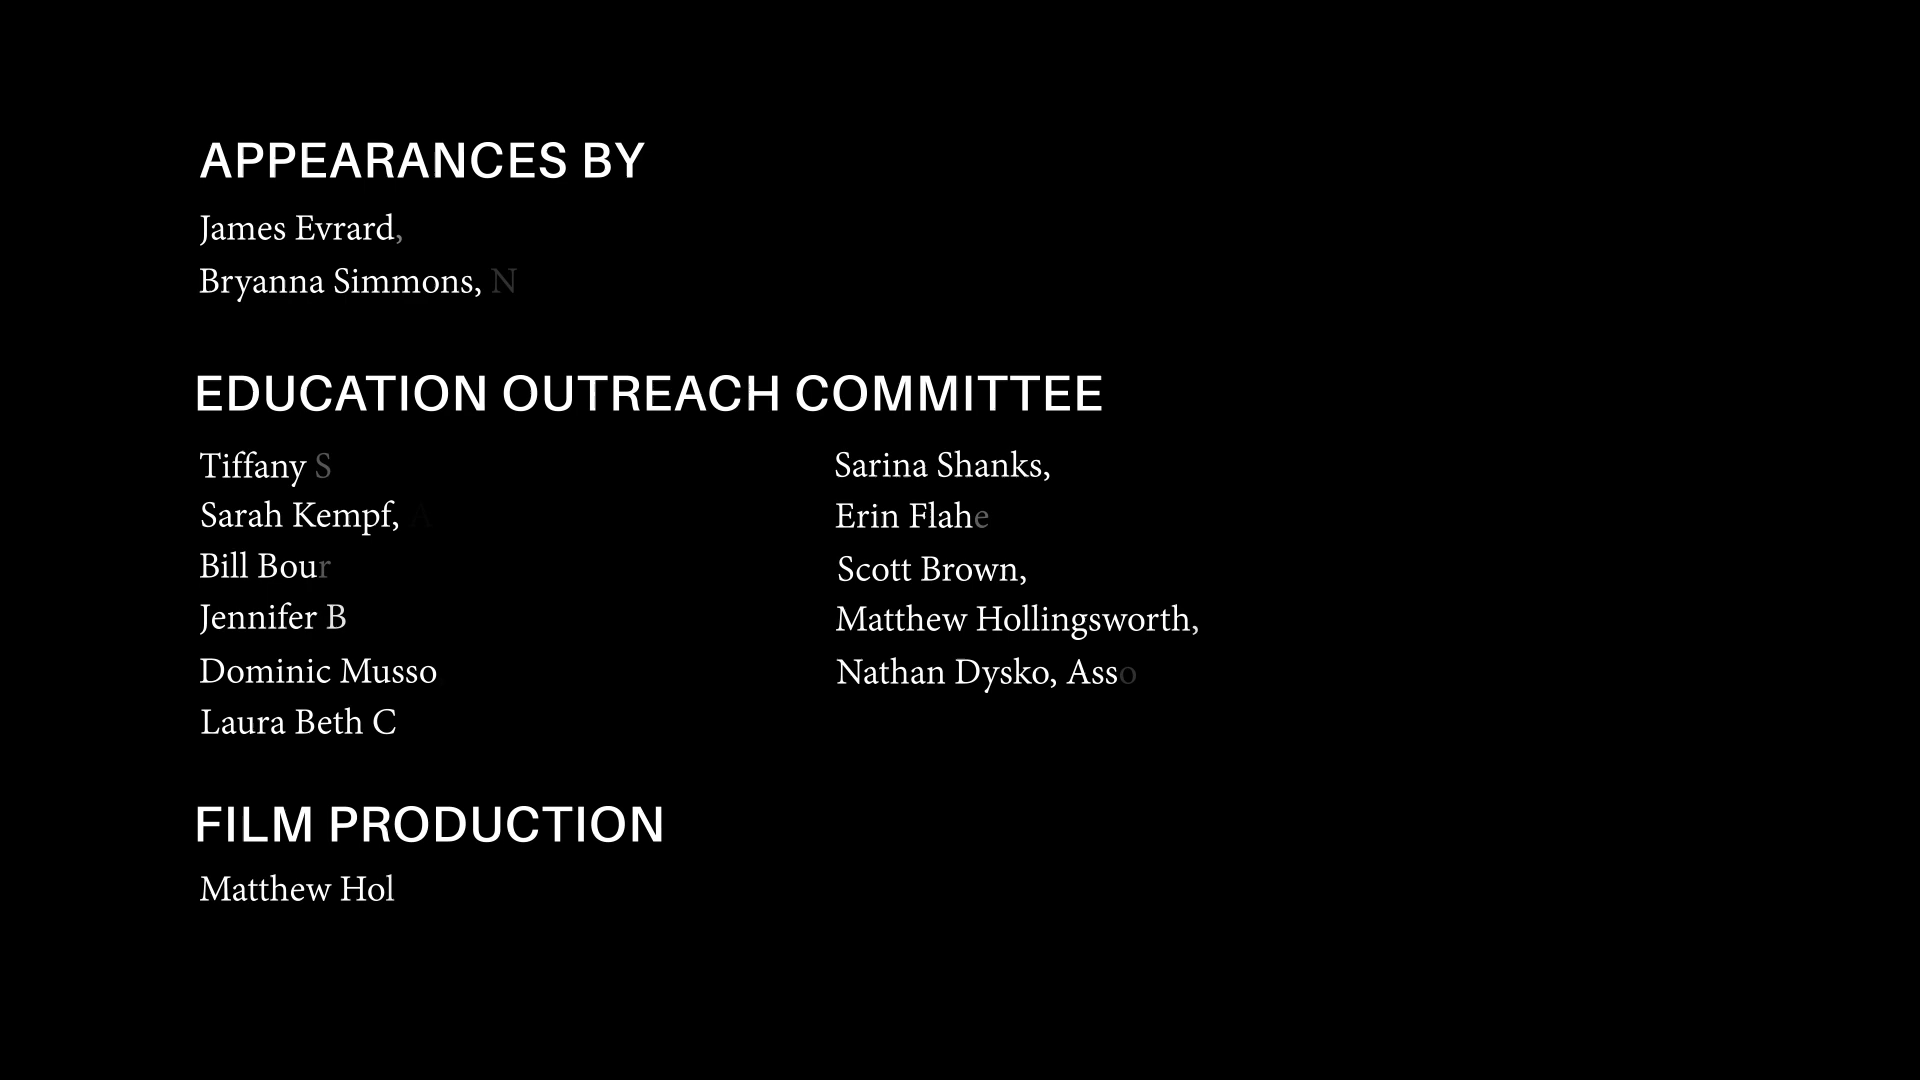 APPEARANCES BY
James Evrard,
Bryanna Simmons, N
EDUCATION OUTREACH COMMITTEE
Tiffany S
Sarah Kempf, A
Bill Bour
Jennifer B
Dominic Musso
Laura Beth C
Sarina Shanks,
Erin Flahe
Scott Brown,
Matthew Hollingsworth,
Nathan Dysko, Asso
FILM PRODUCTION
Matthew Hol